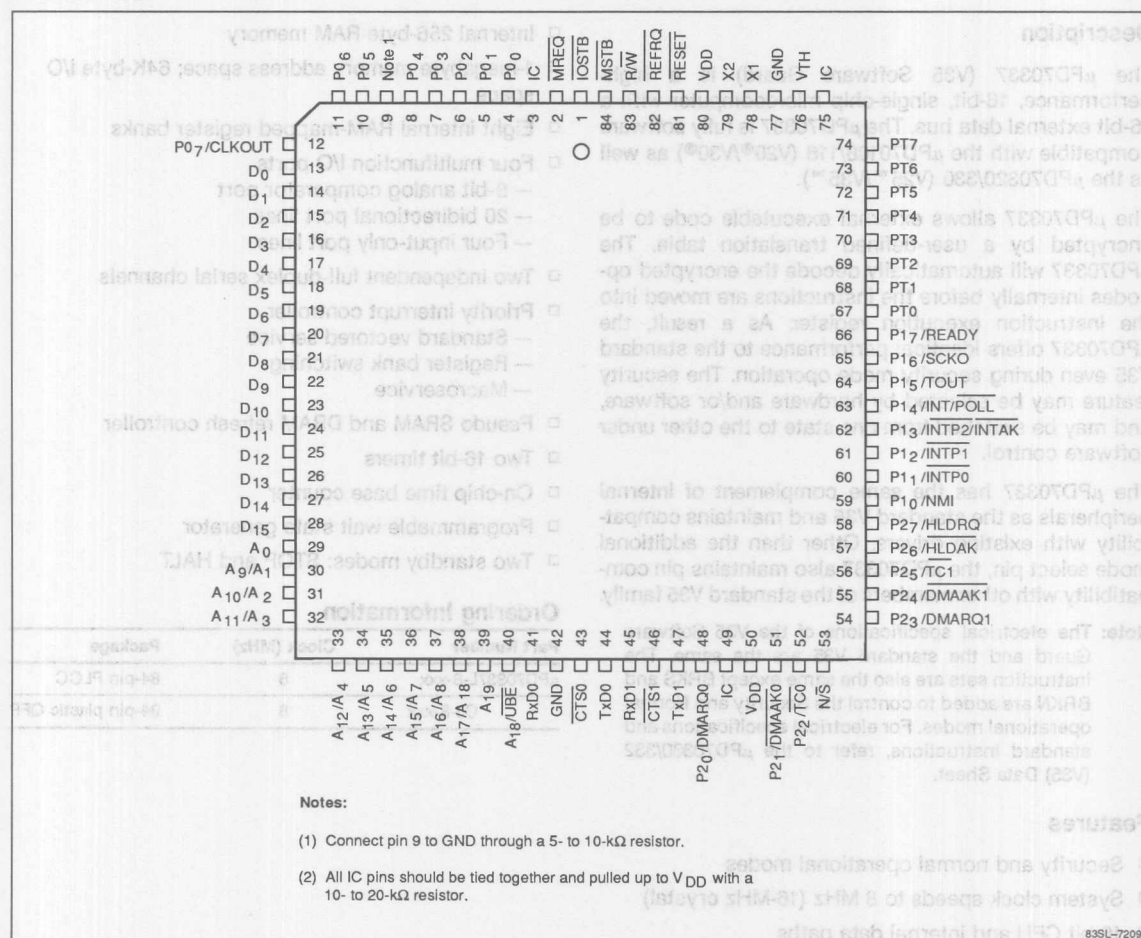 P06 11
P05 10
Note 1 9
P04 8
P03 7
P02 6
P01 5
P00 4
IC 3
MREQ 2
IOSTB 1
MSTB 84
R/W 83
REFRQ 82
RESET 81
VDD 80
X2 79
X1 78
GND 77
VTH 76
IC 75
P07/CLKOUT 12
D0 13
D1 14
D2 15
D3 16
D4 17
D5 18
D6 19
D7 20
D8 21
D9 22
D10 23
D11 24
D12 25
D13 26
D14 27
D15 28
A0 29
A9/A1 30
A10/A2 31
A11/A3 32
74 PT7
73 PT6
72 PT5
71 PT4
70 PT3
69 PT2
68 PT1
67 PT0
66 P17/READY
65 P16/SCKO
64 P15/TOUT
63 P14/INT/POLL
62 P13/INTP2/INTAK
61 P12/INTP1
60 P11/INTP0
59 P10/NMI
58 P27/HLDRQ
57 P26/HLDAK
56 P25/TC1
55 P24/DMAAK1
54 P23/DMARQ1
33 A12/A4
34 A13/A5
35 A14/A6
36 A15/A7
37 A16/A8
38 A17/A18
39 A19
40 A18/UBE
41 RxD0
42 GND
43 CTS0
44 TxD0
45 RxD1
46 CTS1
47 TxD1
48 P20/DMARQ0
49 IC
50 VDD
51 P21/DMAAK0
52 P22/TC0
53 N/S
Notes:
(1) Connect pin 9 to GND through a 5- to 10-kΩ resistor.
(2) All IC pins should be tied together and pulled up to VDD with a
10- to 20-kΩ resistor.
83SL-7209